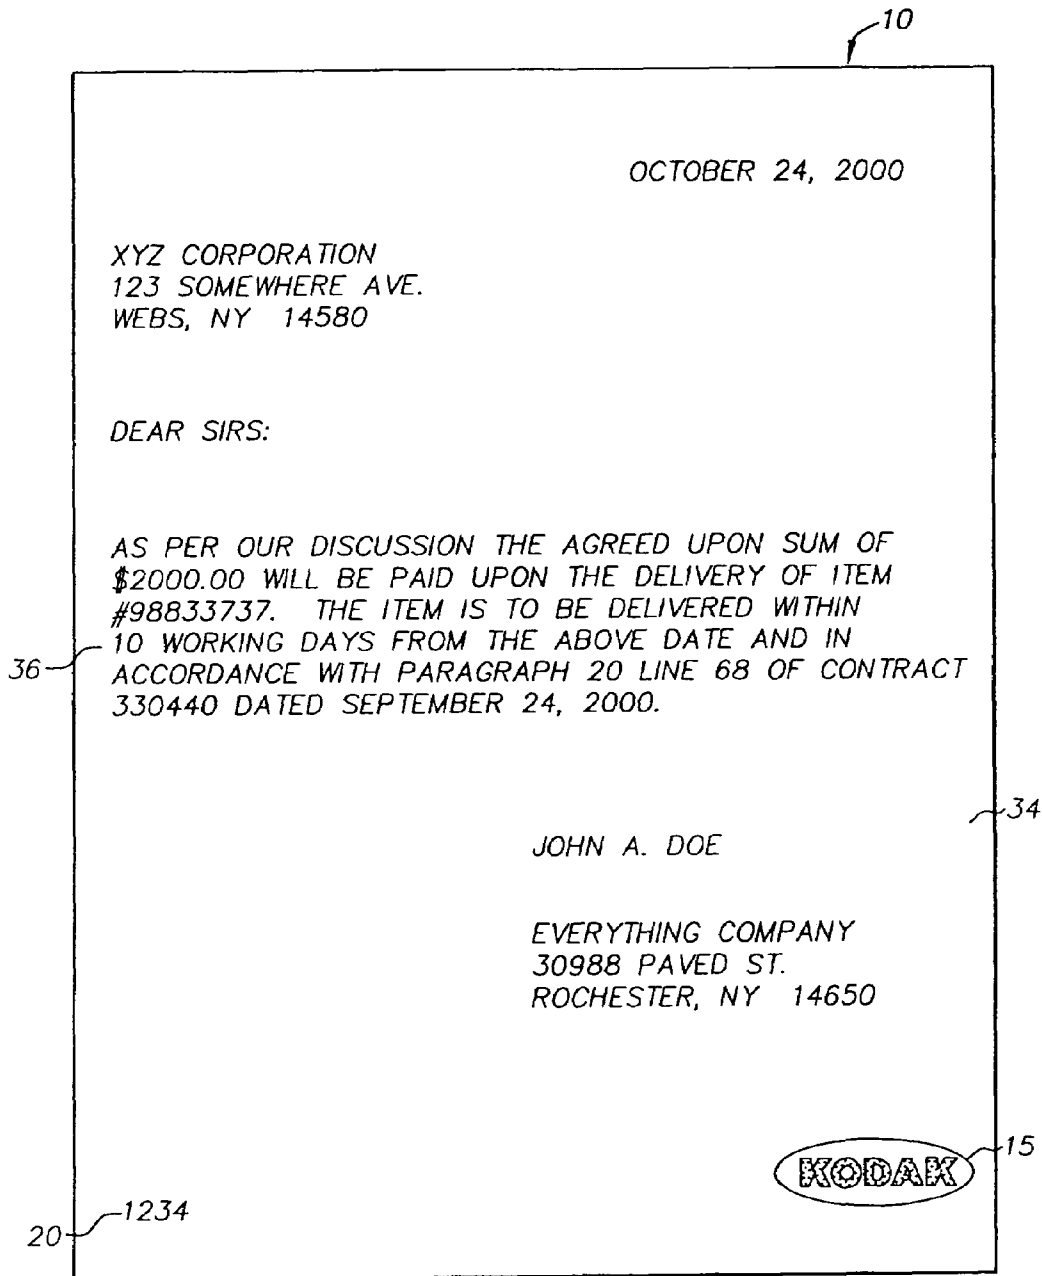 10
OCTOBER 24, 2000
XYZ CORPORATION
123 SOMEWHERE AVE.
WEBS, NY 14580
DEAR SIRS:
AS PER OUR DISCUSSION THE AGREED UPON SUM OF
$2000.00 WILL BE PAID UPON THE DELIVERY OF ITEM
#98833737. THE ITEM IS TO BE DELIVERED WITHIN
10 WORKING DAYS FROM THE ABOVE DATE AND IN
36
ACCORDANCE WITH PARAGRAPH 20 LINE 68 OF CONTRACT
330440 DATED SEPTEMBER 24, 2000.
34
JOHN A. DOE
EVERYTHING COMPANY
30988 PAVED ST.
ROCHESTER, NY 14650
15
KODAK
1234
20